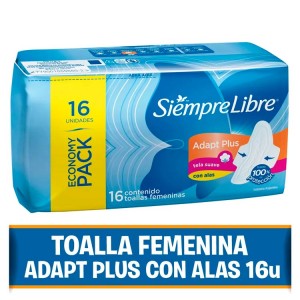 16
UNIDADES
ECONOMY
PACK
SiempreLibre
Adapt Plus
tela suave
con alas
100%
16 contenido
toallas femeninas
TOALLA FEMENINA
ADAPT PLUS CON ALAS 16u